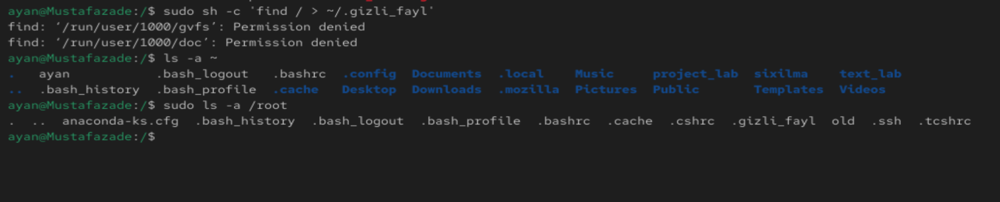 ayan@Mustafazade:/$ sudo sh -c 'find / > ~/.gizli_fayl'
find: ‘/run/user/1000/gvfs’: Permission denied
find: ‘/run/user/1000/doc’: Permission denied
ayan@Mustafazade:/$ ls -a ~
.   ayan           .bash_logout   .bashrc  .config  Documents  .local    Music     project_lab  sixilma    text_lab
..  .bash_history  .bash_profile  .cache   Desktop  Downloads  .mozilla  Pictures  Public       Templates  Videos
ayan@Mustafazade:/$ sudo ls -a /root
.  ..  anaconda-ks.cfg  .bash_history  .bash_logout  .bash_profile  .bashrc  .cache  .cshrc  .gizli_fayl  old  .ssh  .tcshrc
ayan@Mustafazade:/$